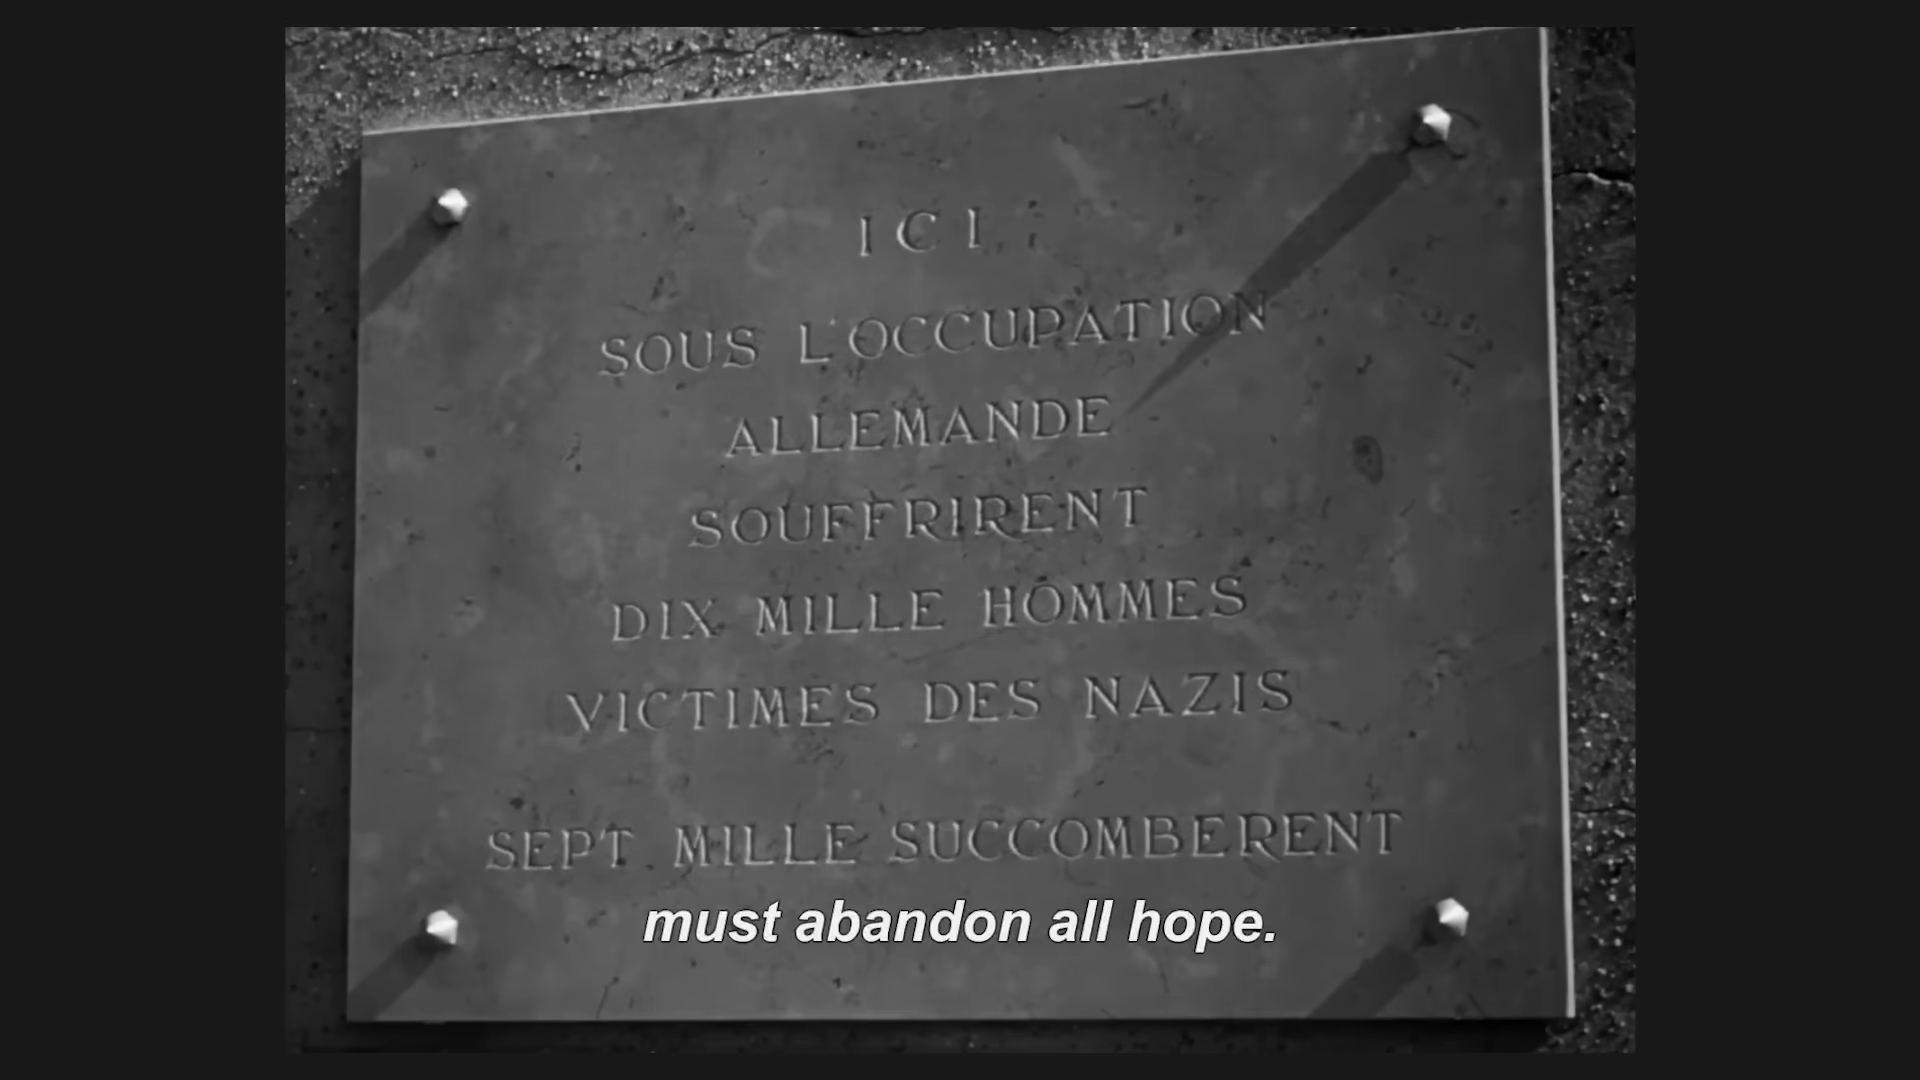 ICI
SOUS L'OCCUPATION
ALLEMANDE
SOUFFRIRENT
DIX MILLE HOMMES
VICTIMES DES NAZIS
SEPT MILLE SUCCOMBERENT
must abandon all hope.